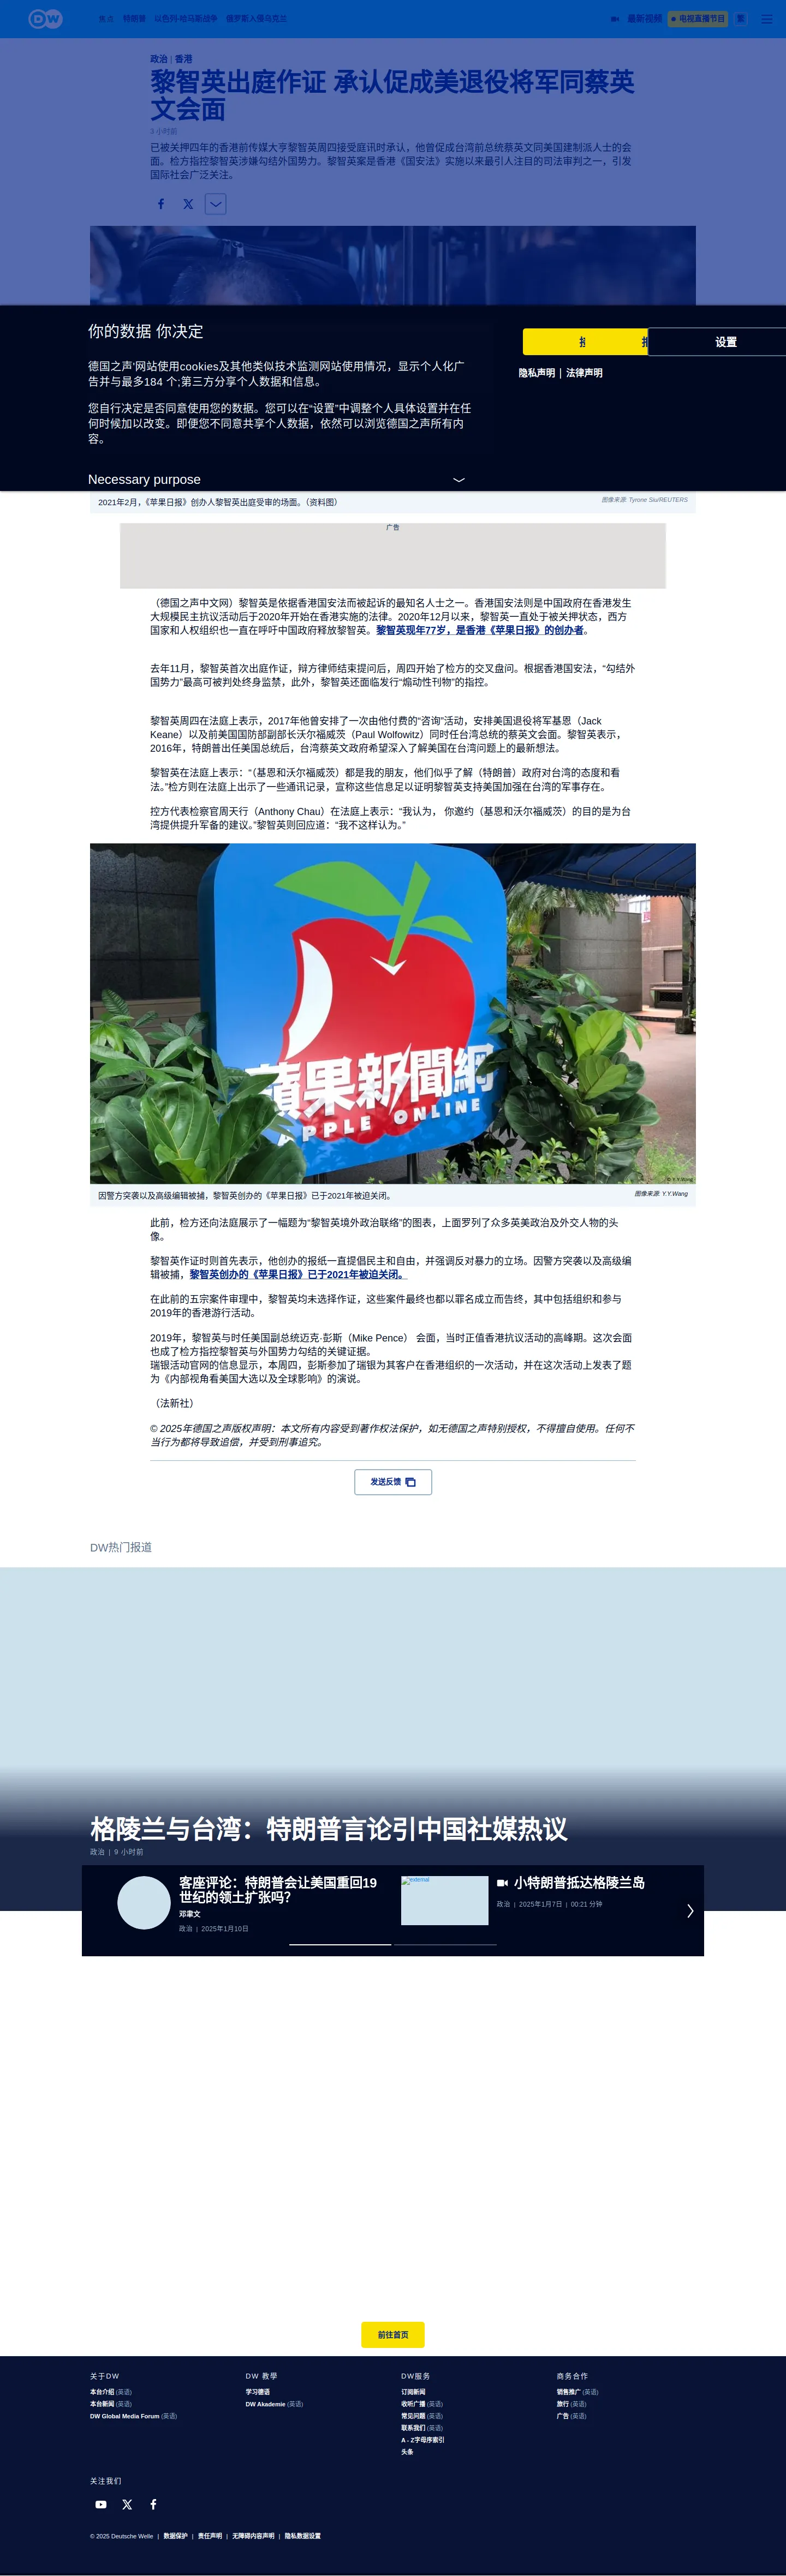 DW
焦点 特朗普 以色列-哈马斯战争 俄罗斯入侵乌克兰
最新视频 电视直播节目 繁
政治 | 香港
黎智英出庭作证 承认促成美退役将军同蔡英
文会面
3 小时前
已被关押四年的香港前传媒大亨黎智英周四接受庭讯时承认，他曾促成台湾前总统蔡英文同美国建制派人士的会
面。检方指控黎智英涉嫌勾结外国势力。黎智英案是香港《国安法》实施以来最引人注目的司法审判之一，引发
国际社会广泛关注。
你的数据 你决定
德国之声'网站使用cookies及其他类似技术监测网站使用情况，显示个人化广
告并与最多184 个;第三方分享个人数据和信息。
您自行决定是否同意使用您的数据。您可以在“设置”中调整个人具体设置并在任
何时候加以改变。即便您不同意共享个人数据，依然可以浏览德国之声所有内
容。
Necessary purpose
设置
隐私声明 | 法律声明
2021年2月，《苹果日报》创办人黎智英出庭受审的场面。（资料图）
图像来源: Tyrone Siu/REUTERS
广告
（德国之声中文网）黎智英是依据香港国安法而被起诉的最知名人士之一。香港国安法则是中国政府在香港发生
大规模民主抗议活动后于2020年开始在香港实施的法律。2020年12月以来，黎智英一直处于被关押状态，西方
国家和人权组织也一直在呼吁中国政府释放黎智英。黎智英现年77岁，是香港《苹果日报》的创办者。
去年11月，黎智英首次出庭作证，辩方律师结束提问后，周四开始了检方的交叉盘问。根据香港国安法，“勾结外
国势力”最高可被判处终身监禁，此外，黎智英还面临发行“煽动性刊物”的指控。
黎智英周四在法庭上表示，2017年他曾安排了一次由他付费的“咨询”活动，安排美国退役将军基恩（Jack
Keane）以及前美国国防部副部长沃尔福威茨（Paul Wolfowitz）同时任台湾总统的蔡英文会面。黎智英表示，
2016年，特朗普出任美国总统后，台湾蔡英文政府希望深入了解美国在台湾问题上的最新想法。
黎智英在法庭上表示：“（基恩和沃尔福威茨）都是我的朋友，他们似乎了解（特朗普）政府对台湾的态度和看
法。”检方则在法庭上出示了一些通讯记录，宣称这些信息足以证明黎智英支持美国加强在台湾的军事存在。
控方代表检察官周天行（Anthony Chau）在法庭上表示：“我认为， 你邀约（基恩和沃尔福威茨）的目的是为台
湾提供提升军备的建议。”黎智英则回应道：“我不这样认为。”
蘋果新聞網
APPLE ONLINE
© Y.Y.Wang
因警方突袭以及高级编辑被捕，黎智英创办的《苹果日报》已于2021年被迫关闭。
图像来源: Y.Y.Wang
此前，检方还向法庭展示了一幅题为“黎智英境外政治联络”的图表，上面罗列了众多英美政治及外交人物的头
像。
黎智英作证时则首先表示，他创办的报纸一直提倡民主和自由，并强调反对暴力的立场。因警方突袭以及高级编
辑被捕，黎智英创办的《苹果日报》已于2021年被迫关闭。
在此前的五宗案件审理中，黎智英均未选择作证，这些案件最终也都以罪名成立而告终，其中包括组织和参与
2019年的香港游行活动。
2019年，黎智英与时任美国副总统迈克·彭斯（Mike Pence） 会面，当时正值香港抗议活动的高峰期。这次会面
也成了检方指控黎智英与外国势力勾结的关键证据。
瑞银活动官网的信息显示，本周四，彭斯参加了瑞银为其客户在香港组织的一次活动，并在这次活动上发表了题
为《内部视角看美国大选以及全球影响》的演说。
（法新社）
© 2025年德国之声版权声明：本文所有内容受到著作权法保护，如无德国之声特别授权，不得擅自使用。任何不
当行为都将导致追偿，并受到刑事追究。
发送反馈
DW热门报道
格陵兰与台湾：特朗普言论引中国社媒热议
政治 | 9 小时前
客座评论：特朗普会让美国重回19
世纪的领土扩张吗？
邓聿文
政治 | 2025年1月10日
external
小特朗普抵达格陵兰岛
政治 | 2025年1月7日 | 00:21 分钟
前往首页
关于DW
本台介绍 (英语)
本台新闻 (英语)
DW Global Media Forum (英语)
DW 教學
学习德语
DW Akademie (英语)
DW服务
订阅新闻
收听广播 (英语)
常见问题 (英语)
联系我们 (英语)
A - Z字母序索引
头条
商务合作
销售推广 (英语)
旅行 (英语)
广告 (英语)
关注我们
© 2025 Deutsche Welle | 数据保护 | 责任声明 | 无障碍内容声明 | 隐私数据设置